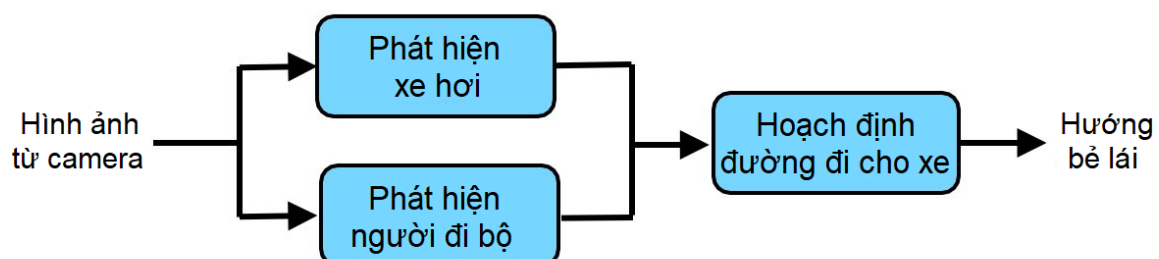 Hình ảnh
từ camera
Phát hiện
xe hơi
Phát hiện
người đi bộ
Hoạch định
đường đi cho xe
Hướng
bẻ lái